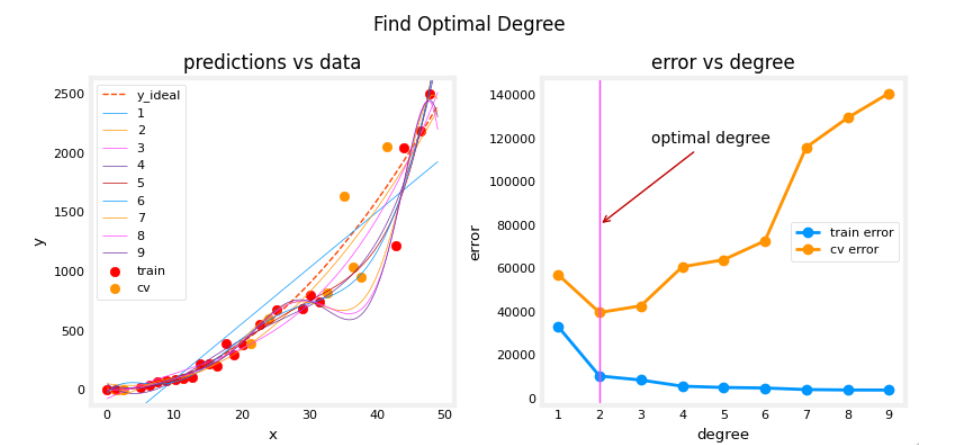 Find Optimal Degree
predictions vs data
y
2500
2000
1500
1000
500
0
y_ideal
1
2
3
4
5
6
7
8
9
train
cv
0 10 20 30 40 50
x
error vs degree
error
140000
120000
100000
80000
60000
40000
20000
0
optimal degree
train error
cv error
1 2 3 4 5 6 7 8 9
degree